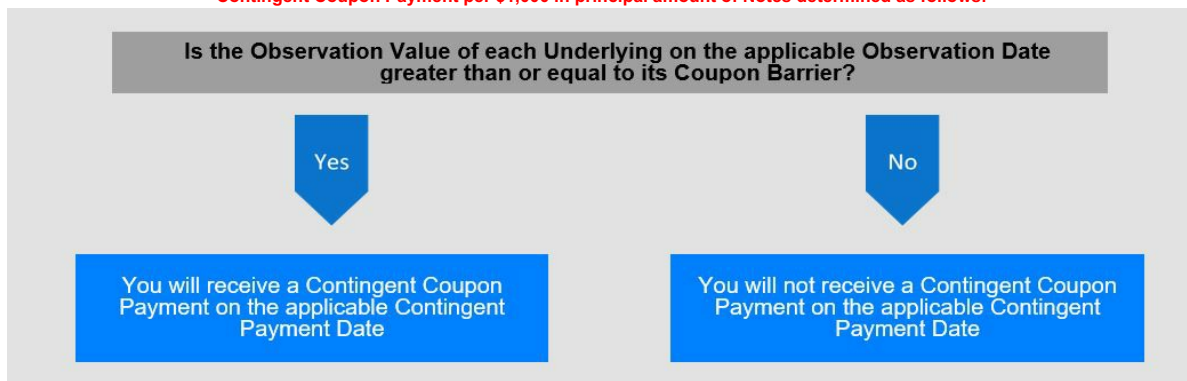 Contingent Coupon Payment per $1,000 in principal amount of Notes determined as follows:
Is the Observation Value of each Underlying on the applicable Observation Date
greater than or equal to its Coupon Barrier?
Yes
No
You will receive a Contingent Coupon
Payment on the applicable Contingent
Payment Date
You will not receive a Contingent Coupon
Payment on the applicable Contingent
Payment Date